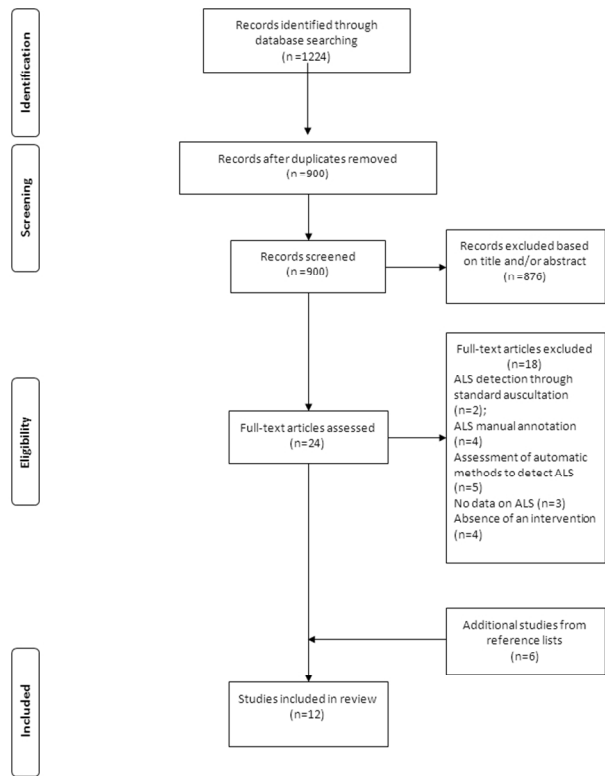 Identification
Records identified through
database searching
(n =1224)
Screening
Records after duplicates removed
(n =900)
Records screened
(n =900)
Records excluded based
on title and/or abstract
(n =876)
Eligibility
Full-text articles assessed
(n=24)
Full-text articles excluded
(n=18)
ALS detection through
standard auscultation
(n=2);
ALS manual annotation
(n=4)
Assessment of automatic
methods to detect ALS
(n=5)
No data on ALS (n=3)
Absence of an intervention
(n=4)
Additional studies from
reference lists
(n=6)
Included
Studies included in review
(n=12)